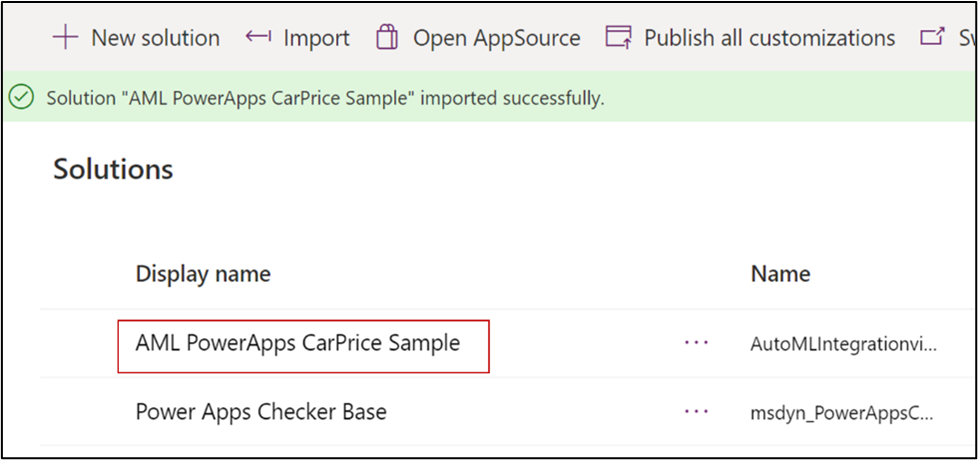 New solution Import Open AppSource Publish all customizations
Solution "AML PowerApps CarPrice Sample" imported successfully.
Solutions
Display name Name
AML PowerApps CarPrice Sample ... AutoMLIntegrationvi...
Power Apps Checker Base ... msdyn_PowerAppsC...